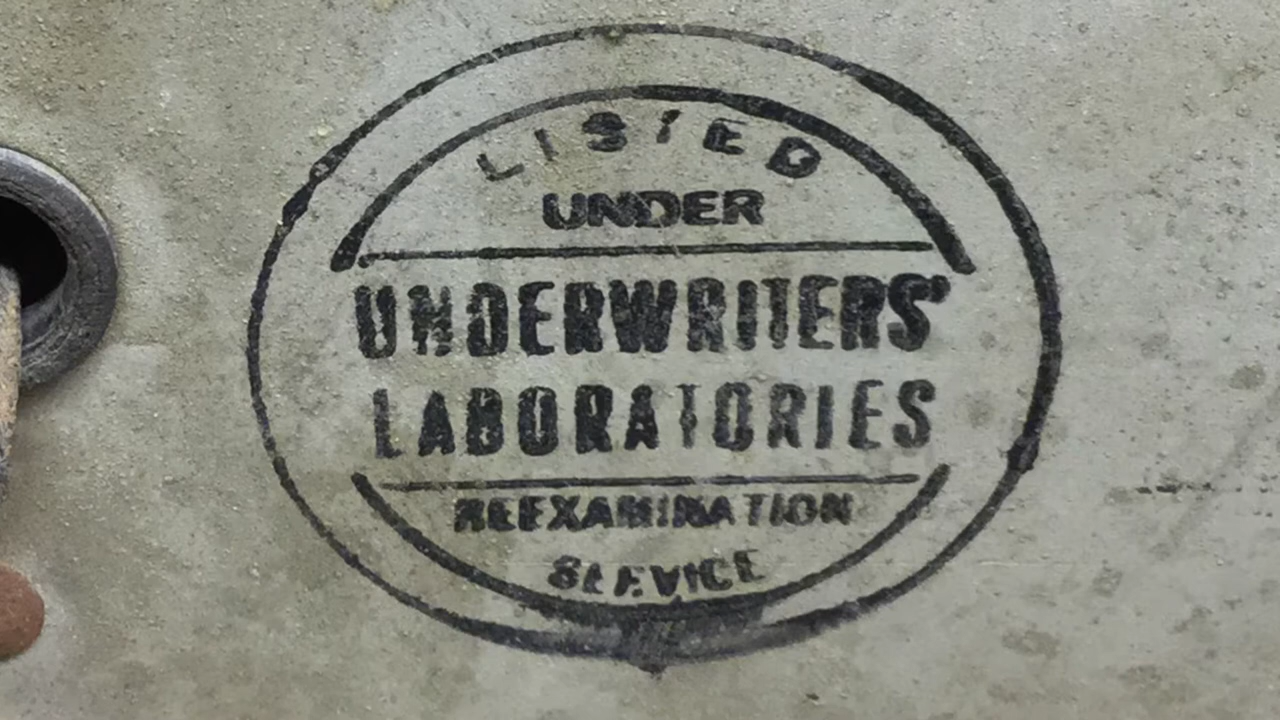 LISTED
UNDER
UNDERWRITERS'
LABORATORIES
REEXAMINATION
SERVICE